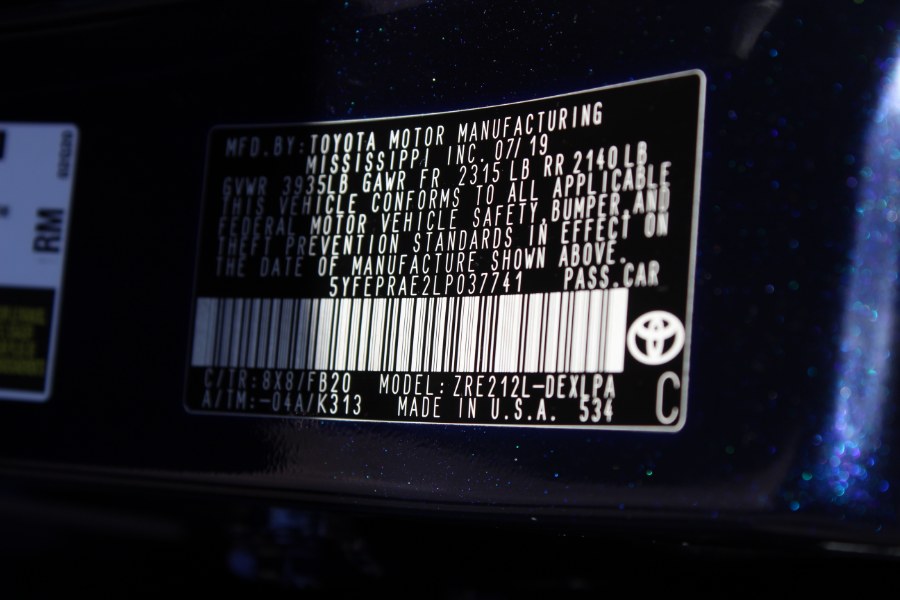 MFD.BY:TOYOTA MOTOR MANUFACTURING
MISSISSIPPI INC. 07/19
GVWR 3935LB GAWR FR 2315 LB RR 2140LB
THIS VEHICLE CONFORMS TO ALL APPLICABLE
FEDERAL MOTOR VEHICLE SAFETY,BUMPER,AND
THEFT PREVENTION STANDARDS IN EFFECT ON
THE DATE OF MANUFACTURE SHOWN ABOVE.
5YFEPRAE2LP037741 PASS.CAR
C/TR:8X8/FB20 MODEL:ZRE212L-DEXLPA
A/TM:-04A/K313 MADE IN U.S.A. 534
C
RM